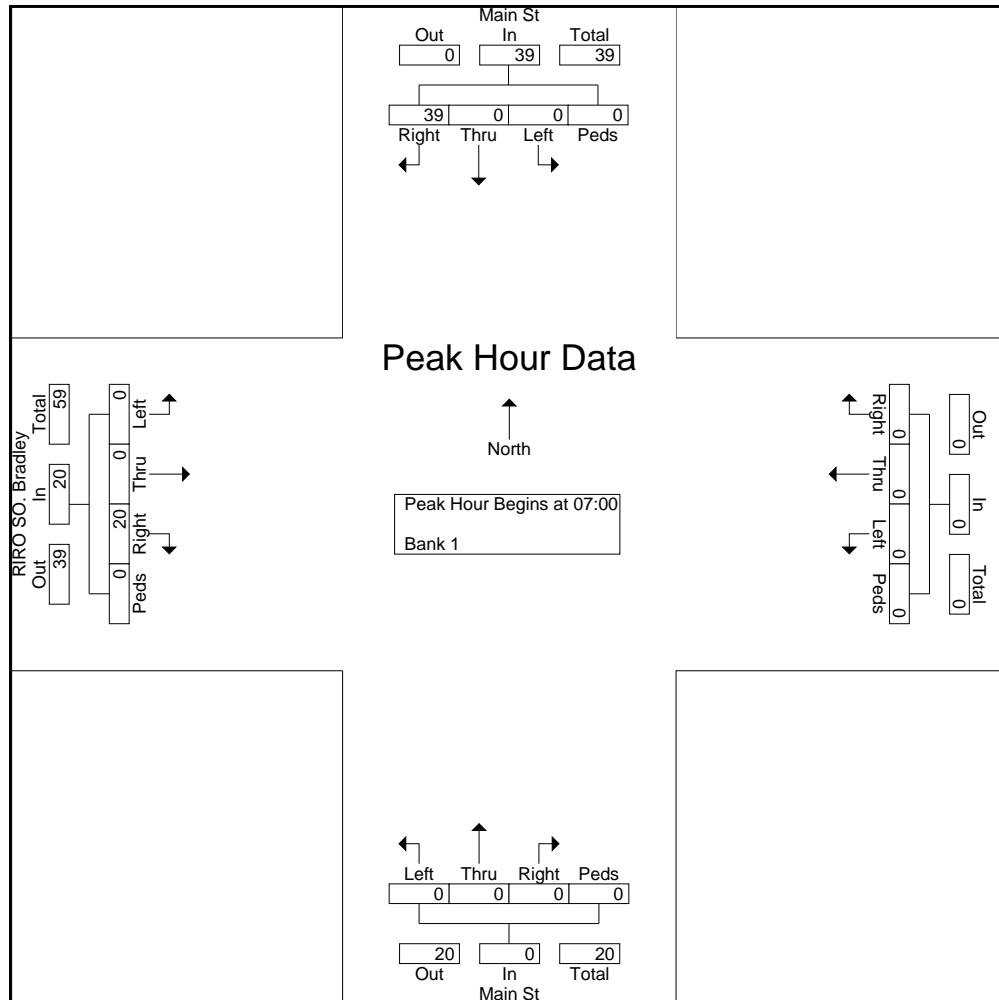 Main St
Out In Total
0 39 39
39 0 0 0
Right Thru Left Peds
Peak Hour Data
North
Peak Hour Begins at 07:00
Bank 1
RIRO SO. Bradley
Out In Total
39 20 59
0 0 20 0
Left Thru Right Peds
Out In Total
0 0 0
0 0 0 0
Right Thru Left Peds
Left Thru Right Peds
0 0 0 0
20 0 20
Out In Total
Main St